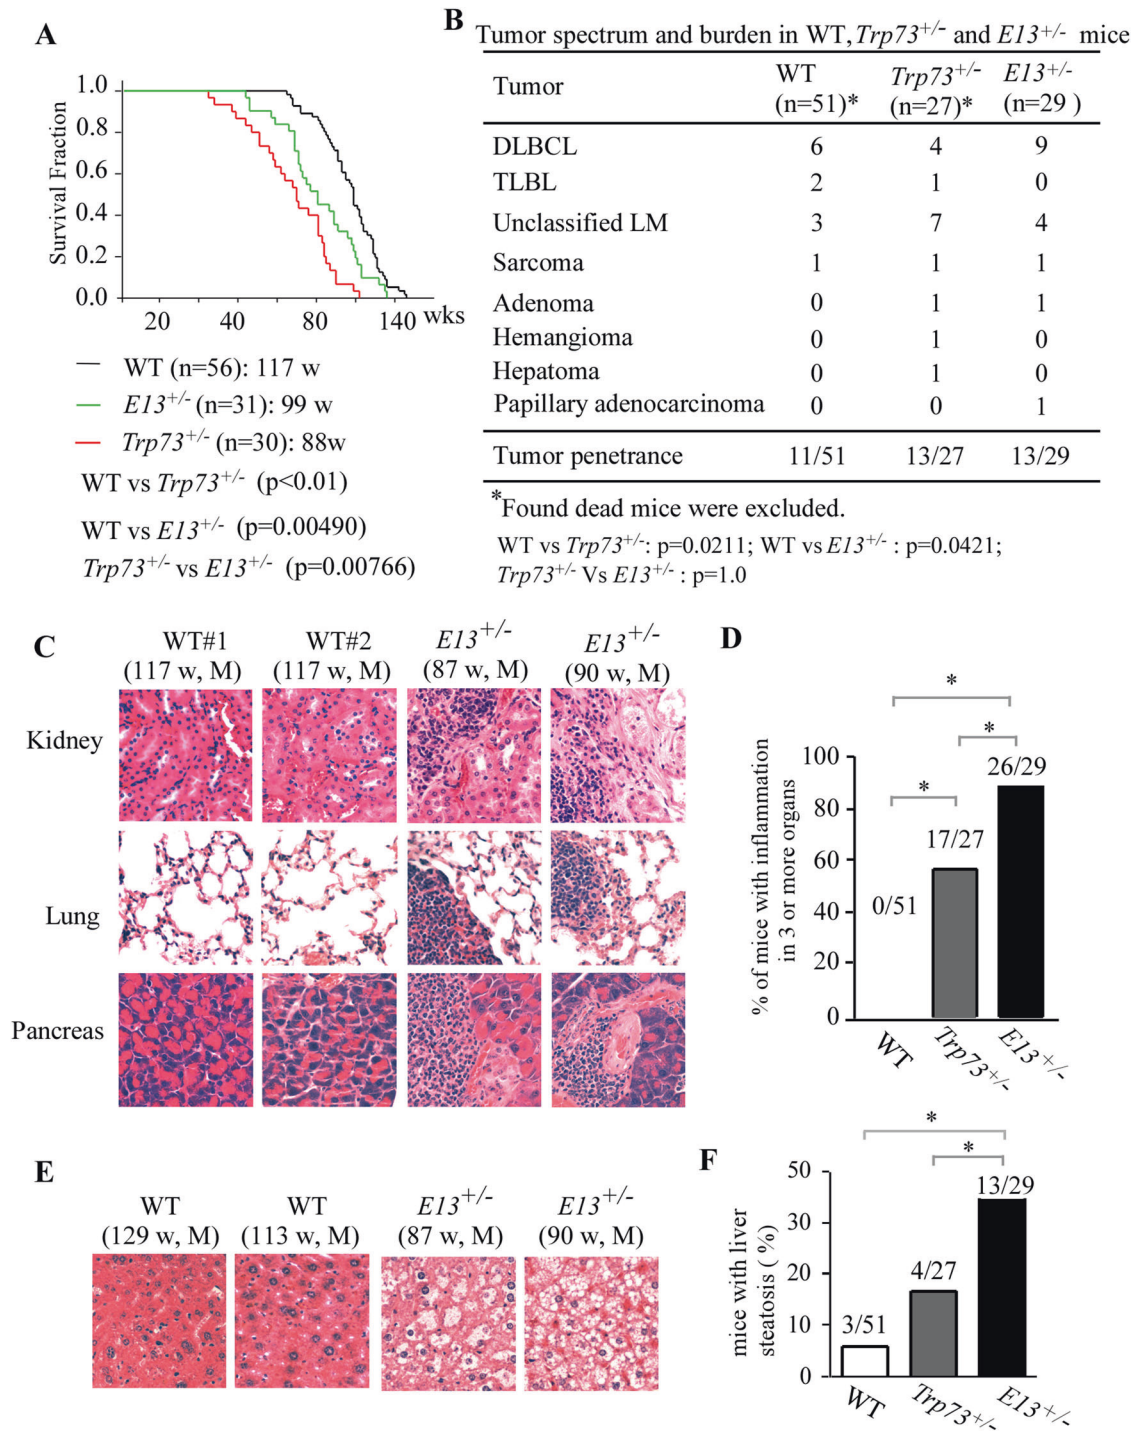 A
1.0
0.8
0.6
0.4
0.2
0.0
Survival Fraction
20 40 80 140 wks
WT (n=56): 117 w
E13+/- (n=31): 99 w
Trp73+/- (n=30): 88w
WT vs Trp73+/- (p<0.01)
WT vs E13+/- (p=0.00490)
Trp73+/- vs E13+/- (p=0.00766)
B
Tumor spectrum and burden in WT, Trp73+/- and E13+/- mice
Tumor WT (n=51)* Trp73+/- (n=27)* E13+/- (n=29 )
DLBCL 6 4 9
TLBL 2 1 0
Unclassified LM 3 7 4
Sarcoma 1 1 1
Adenoma 0 1 1
Hemangioma 0 1 0
Hepatoma 0 1 0
Papillary adenocarcinoma 0 0 1
Tumor penetrance 11/51 13/27 13/29
*Found dead mice were excluded.
WT vs Trp73+/-: p=0.0211; WT vs E13+/- : p=0.0421;
Trp73+/- Vs E13+/- : p=1.0
C
WT#1 WT#2 E13+/- E13+/-
(117 w, M) (117 w, M) (87 w, M) (90 w, M)
Kidney
Lung
Pancreas
D
*
*
*
% of mice with inflammation
in 3 or more organs
100
80
60
40
20
0
0/51
17/27
26/29
WT Trp73+/- E13+/-
E
WT WT E13+/- E13+/-
(129 w, M) (113 w, M) (87 w, M) (90 w, M)
F
*
*
mice with liver
steatosis ( %)
50
30
20
10
0
3/51
4/27
13/29
WT Trp73+/- E13+/-